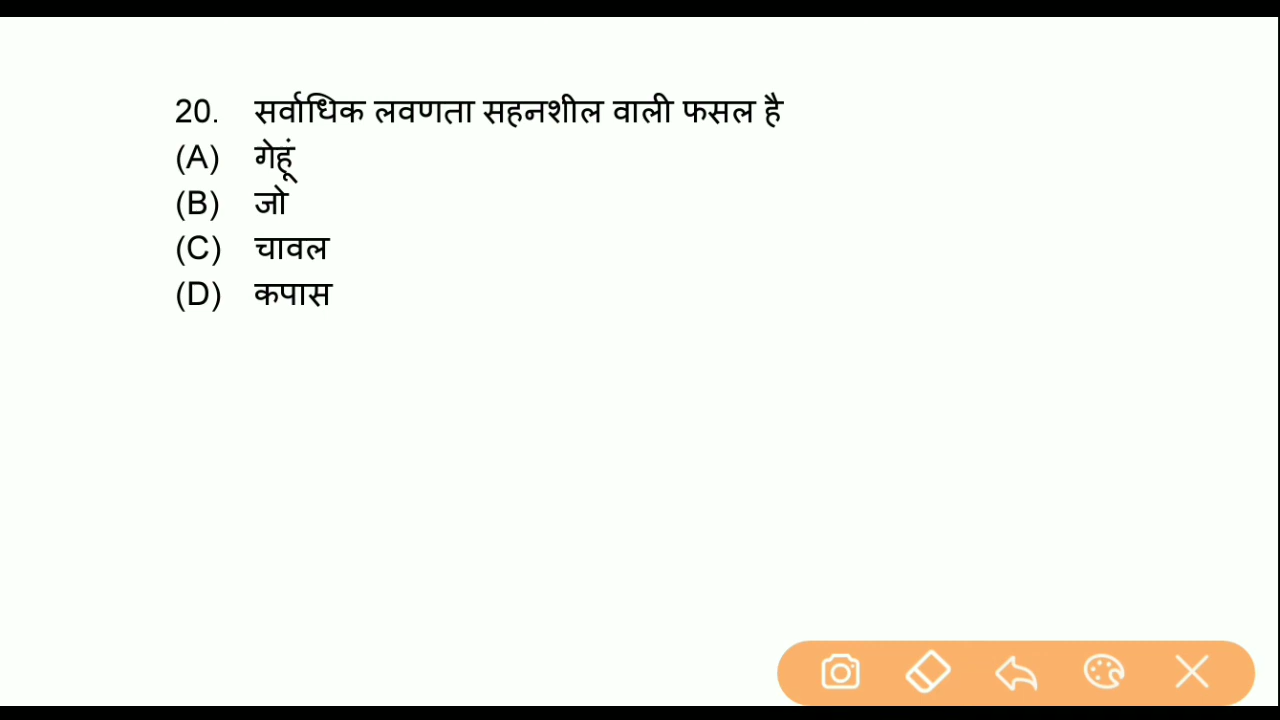 20. सर्वाधिक लवणता सहनशील वाली फसल है
(A) गेहूं
(B) जो
(C) चावल
(D) कपास